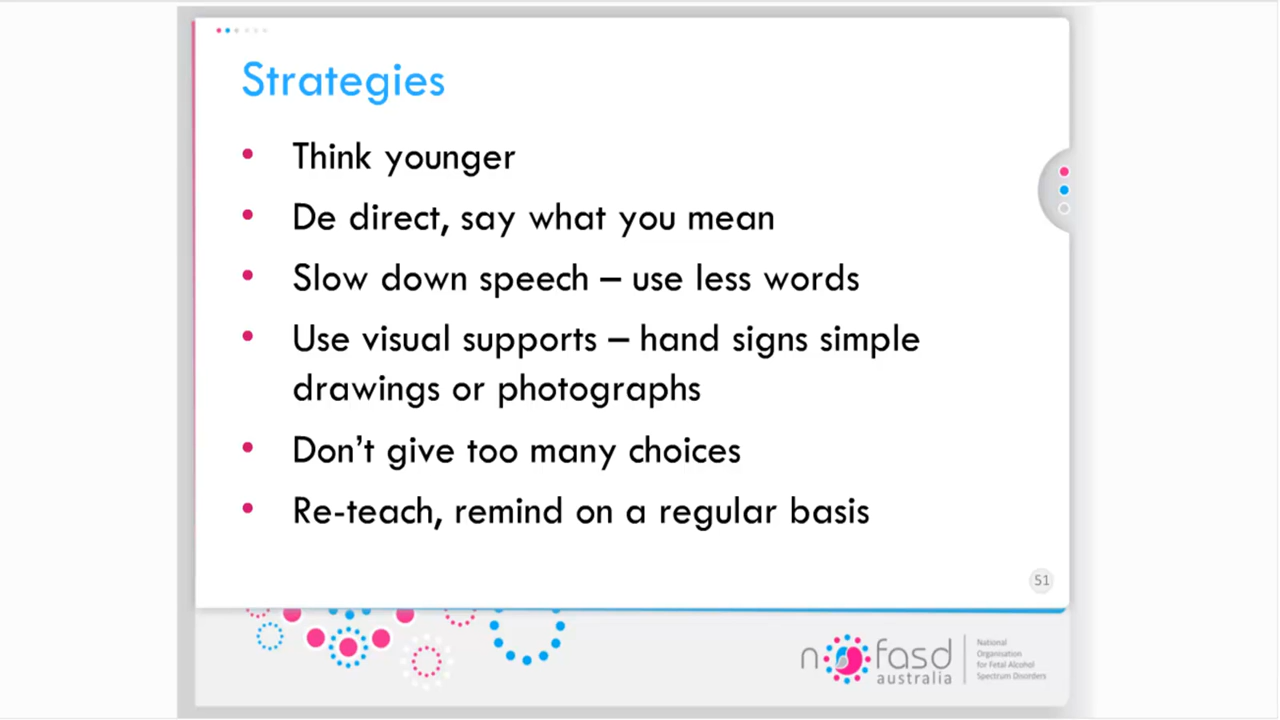 Strategies
• Think younger
• De direct, say what you mean
• Slow down speech – use less words
• Use visual supports – hand signs simple
drawings or photographs
• Don't give too many choices
• Re-teach, remind on a regular basis
51
nofasd
australia
National
Organisation
for Fetal Alcohol
Spectrum Disorders